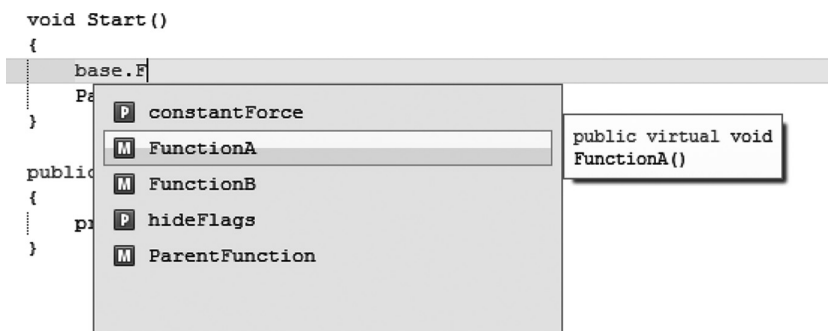 void Start()
{
base.F
Pa
}
public
{
pr
}
P constantForce
M FunctionA
M FunctionB
P hideFlags
M ParentFunction
public virtual void
FunctionA()